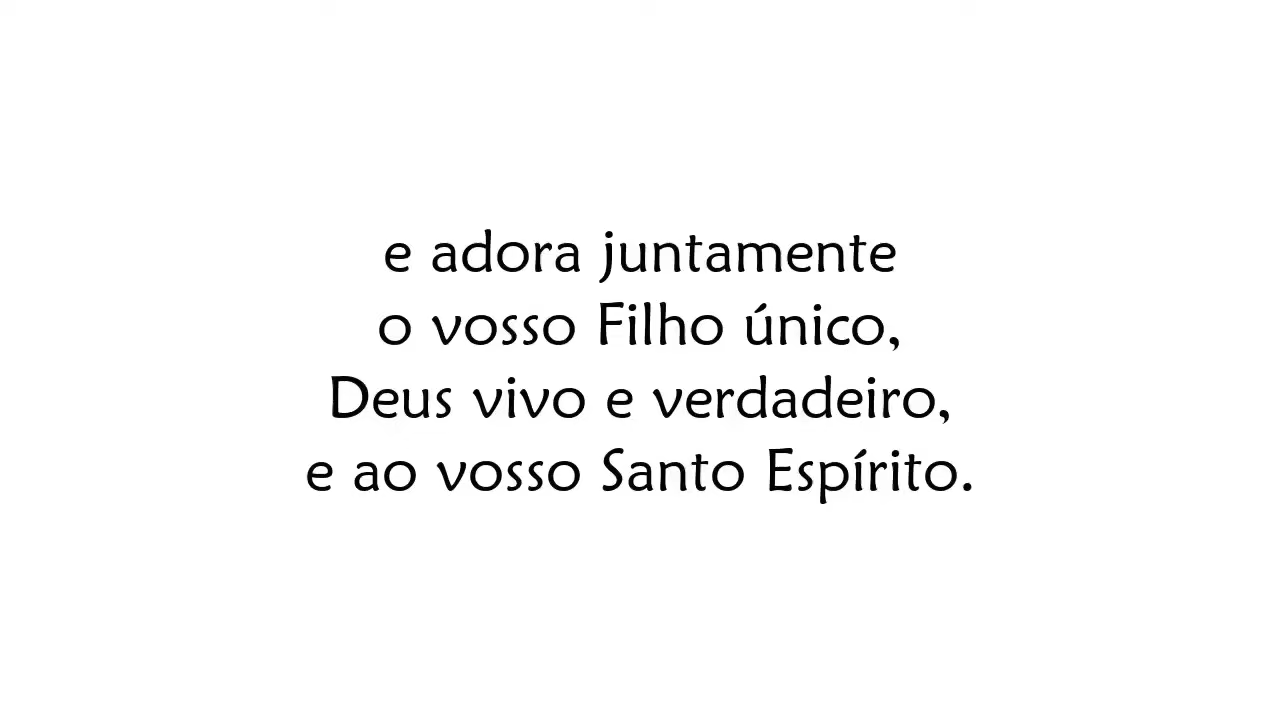 e adora juntamente
o vosso Filho único,
Deus vivo e verdadeiro,
e ao vosso Santo Espírito.